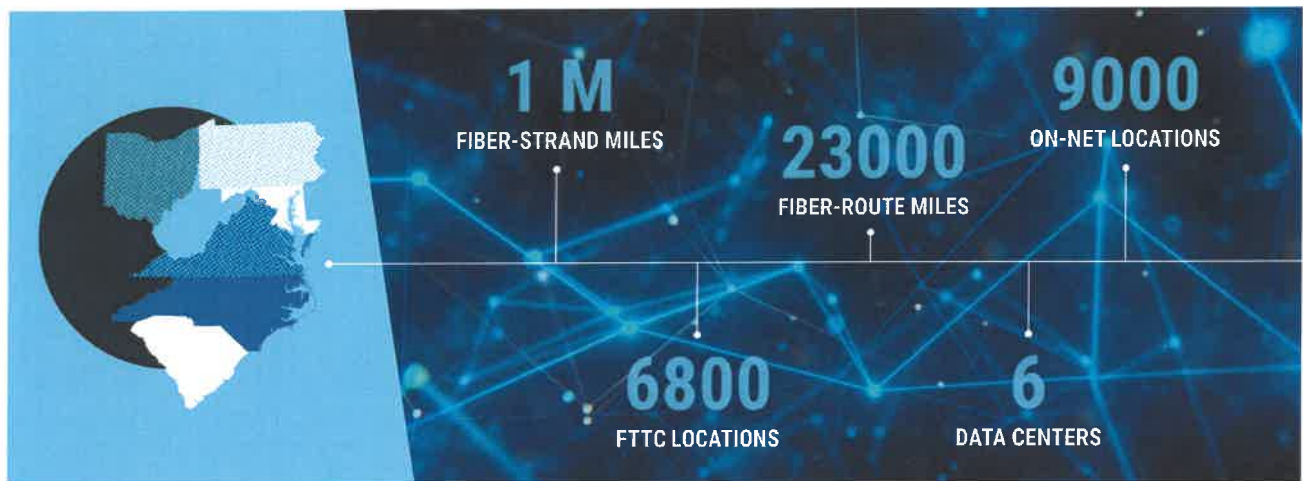 1 M
FIBER-STRAND MILES
6800
FTTC LOCATIONS
23000
FIBER-ROUTE MILES
6
DATA CENTERS
9000
ON-NET LOCATIONS